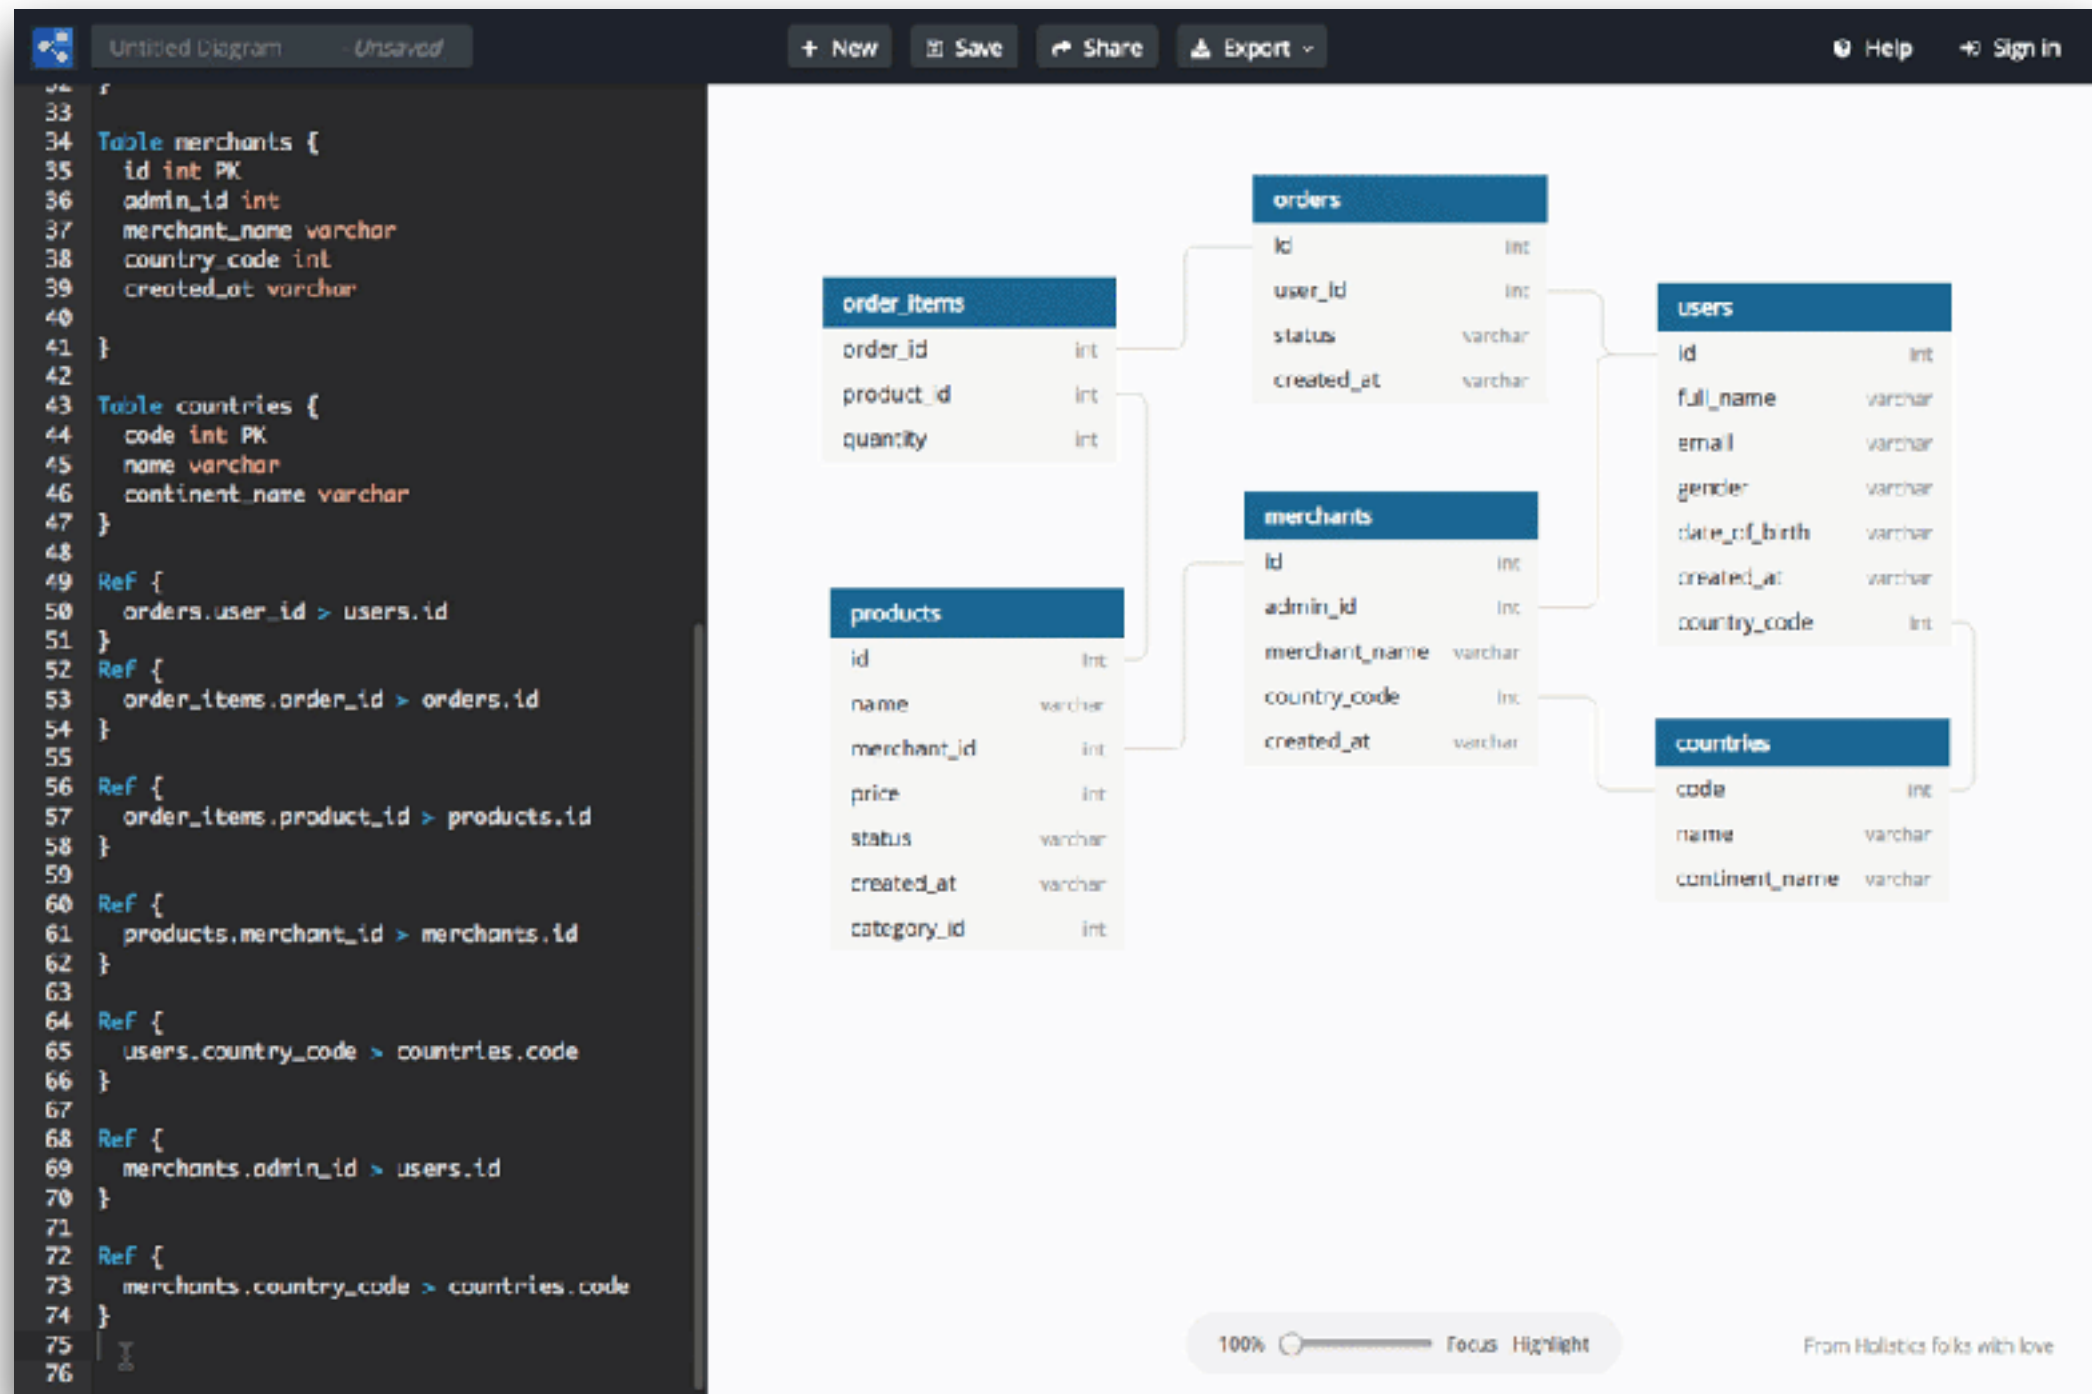 Untitled Diagram - Unsaved
+ New Save Share Export Help Sign in
32 }
33
34 Table merchants {
35 id int PK
36 admin_id int
37 merchant_name varchar
38 country_code int
39 created_at varchar
40
41 }
42
43 Table countries {
44 code int PK
45 name varchar
46 continent_name varchar
47 }
48
49 Ref {
50 orders.user_id > users.id
51 }
52 Ref {
53 order_items.order_id > orders.id
54 }
55
56 Ref {
57 order_items.product_id > products.id
58 }
59
60 Ref {
61 products.merchant_id > merchants.id
62 }
63
64 Ref {
65 users.country_code > countries.code
66 }
67
68 Ref {
69 merchants.admin_id > users.id
70 }
71
72 Ref {
73 merchants.country_code > countries.code
74 }
75
76
order_items
order_id int
product_id int
quantity int
products
id int
name varchar
merchant_id int
price int
status varchar
created_at varchar
category_id int
orders
id int
user_id int
status varchar
created_at varchar
merchants
id int
admin_id int
merchant_name varchar
country_code int
created_at varchar
users
id int
full_name varchar
email varchar
gender varchar
date_of_birth varchar
created_at varchar
country_code int
countries
code int
name varchar
continent_name varchar
100% Focus Highlight
From Holistics folks with love